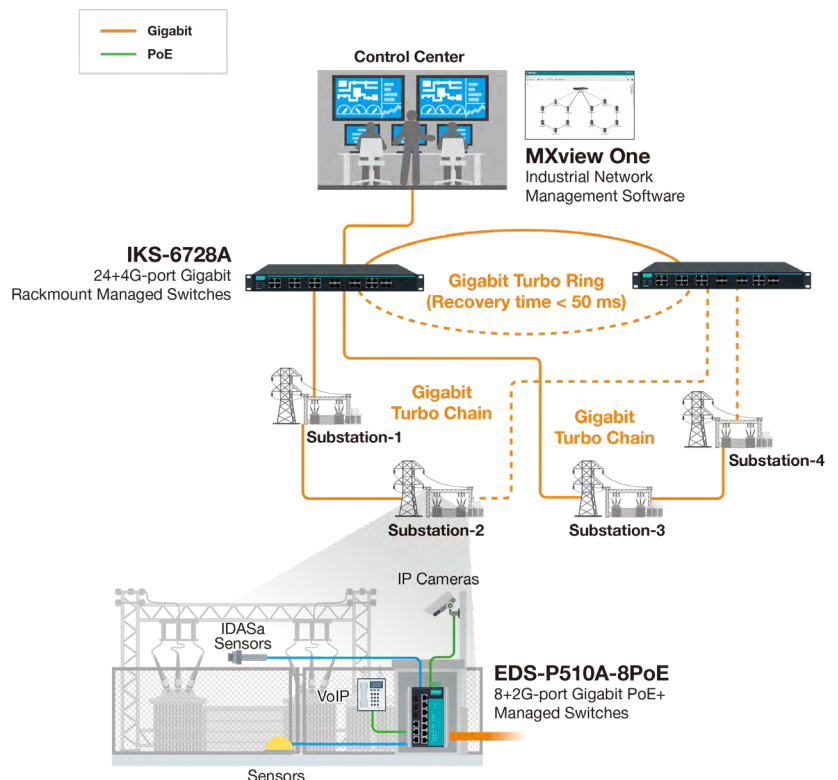 Gigabit
PoE
Control Center
MXview One
Industrial Network
Management Software
IKS-6728A
24+4G-port Gigabit
Rackmount Managed Switches
Gigabit Turbo Ring
(Recovery time < 50 ms)
Gigabit
Turbo Chain
Gigabit
Turbo Chain
Substation-1
Substation-4
Substation-2
Substation-3
IP Cameras
IDASa
Sensors
VoIP
EDS-P510A-8PoE
8+2G-port Gigabit PoE+
Managed Switches
Sensors